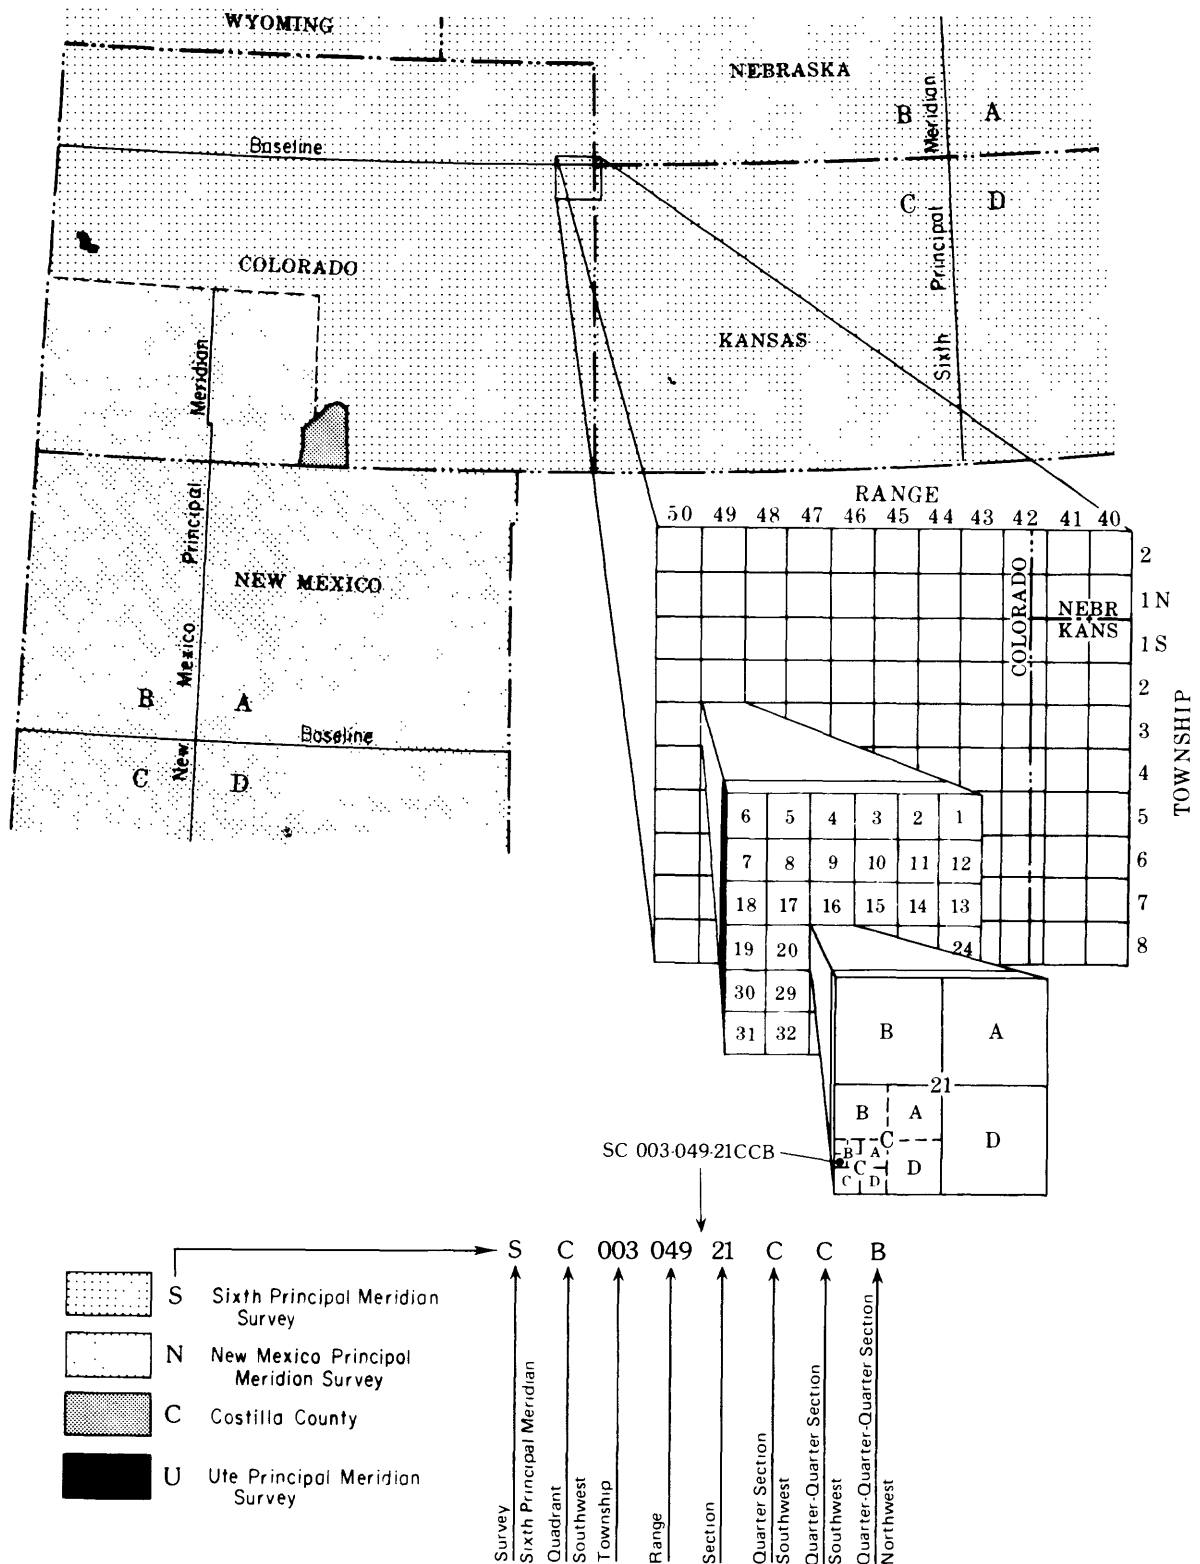 WYOMING
NEBRASKA
B
A
Meridian
Baseline
C
D
Principal
COLORADO
KANSAS
Sixth
Meridian
Principal
NEW MEXICO
Mexico
B
A
Baseline
New
C
D
RANGE
50 49 48 47 46 45 44 43 42 41 40
2
1 N
1 S
2
3
4
5
6
7
8
COLORADO
NEBR
KANS
TOWNSHIP
6 5 4 3 2 1
7 8 9 10 11 12
18 17 16 15 14 13
19 20 24
30 29
31 32
B A
21
B A
C
D
D
B A
C
C D
SC 003-049-21CCB
S C 003 049 21 C C B
S Sixth Principal Meridian
Survey
N New Mexico Principal
Meridian Survey
C Costilla County
U Ute Principal Meridian
Survey
Survey
Sixth Principal Meridian
Quadrant
Southwest
Township
Range
Section
Quarter Section
Southwest
Quarter-Quarter Section
Southwest
Quarter-Quarter-Quarter Section
Northwest